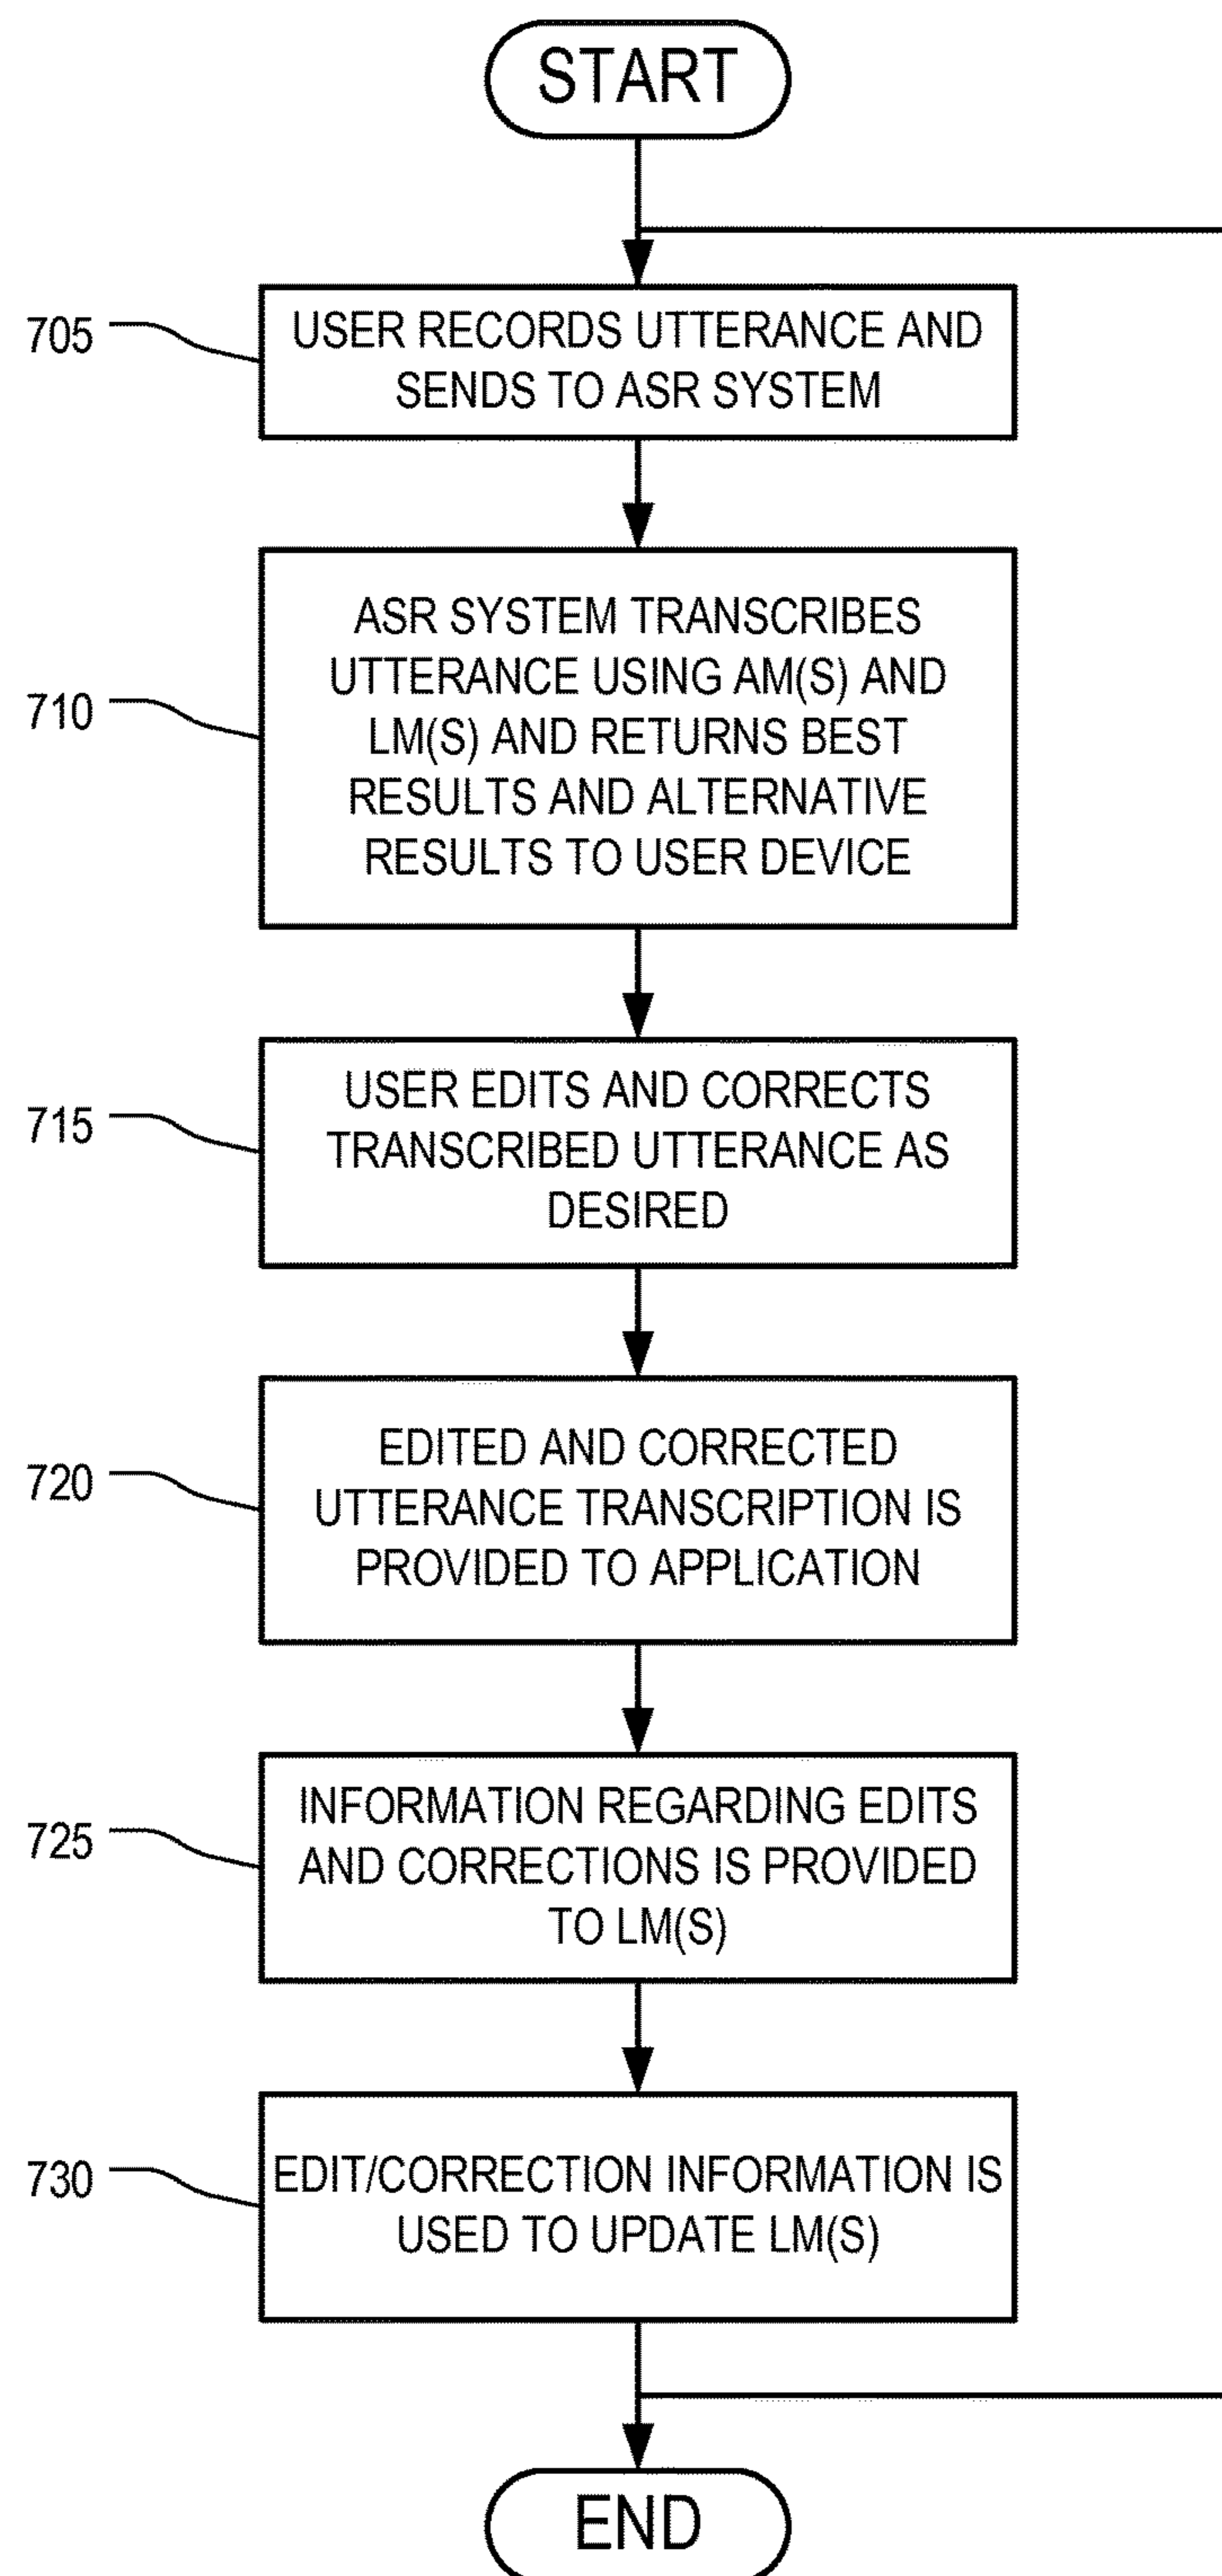 START
705
USER RECORDS UTTERANCE AND
SENDS TO ASR SYSTEM
710
ASR SYSTEM TRANSCRIBES
UTTERANCE USING AM(S) AND
LM(S) AND RETURNS BEST
RESULTS AND ALTERNATIVE
RESULTS TO USER DEVICE
715
USER EDITS AND CORRECTS
TRANSCRIBED UTTERANCE AS
DESIRED
720
EDITED AND CORRECTED
UTTERANCE TRANSCRIPTION IS
PROVIDED TO APPLICATION
725
INFORMATION REGARDING EDITS
AND CORRECTIONS IS PROVIDED
TO LM(S)
730
EDIT/CORRECTION INFORMATION IS
USED TO UPDATE LM(S)
END